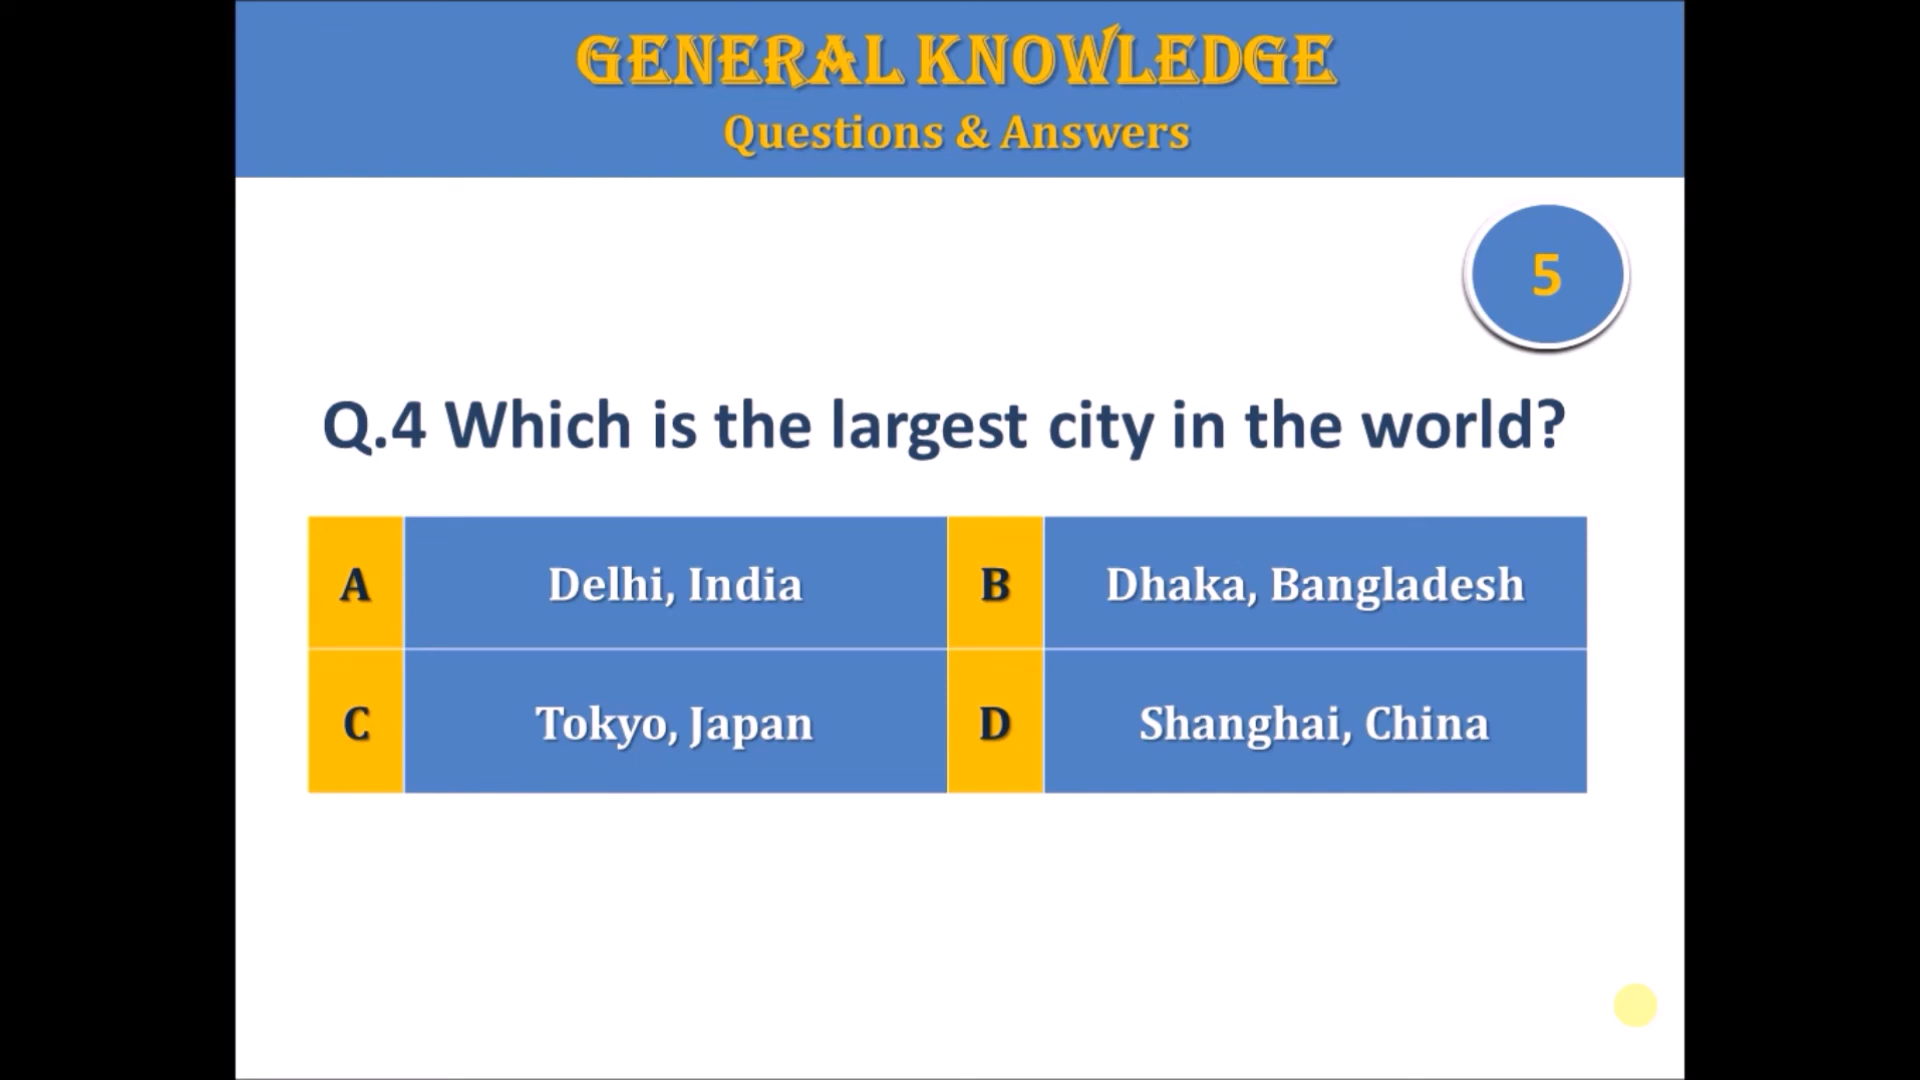 GENERAL KNOWLEDGE
Questions & Answers
5
Q.4 Which is the largest city in the world?
A Delhi, India B Dhaka, Bangladesh
C Tokyo, Japan D Shanghai, China